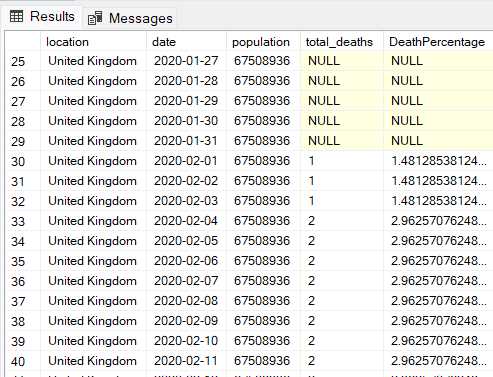 Results Messages
location date population total_deaths DeathPercentage
25 United Kingdom 2020-01-27 67508936 NULL NULL
26 United Kingdom 2020-01-28 67508936 NULL NULL
27 United Kingdom 2020-01-29 67508936 NULL NULL
28 United Kingdom 2020-01-30 67508936 NULL NULL
29 United Kingdom 2020-01-31 67508936 NULL NULL
30 United Kingdom 2020-02-01 67508936 1 1.48128538124...
31 United Kingdom 2020-02-02 67508936 1 1.48128538124...
32 United Kingdom 2020-02-03 67508936 1 1.48128538124...
33 United Kingdom 2020-02-04 67508936 2 2.96257076248...
34 United Kingdom 2020-02-05 67508936 2 2.96257076248...
35 United Kingdom 2020-02-06 67508936 2 2.96257076248...
36 United Kingdom 2020-02-07 67508936 2 2.96257076248...
37 United Kingdom 2020-02-08 67508936 2 2.96257076248...
38 United Kingdom 2020-02-09 67508936 2 2.96257076248...
39 United Kingdom 2020-02-10 67508936 2 2.96257076248...
40 United Kingdom 2020-02-11 67508936 2 2.96257076248...